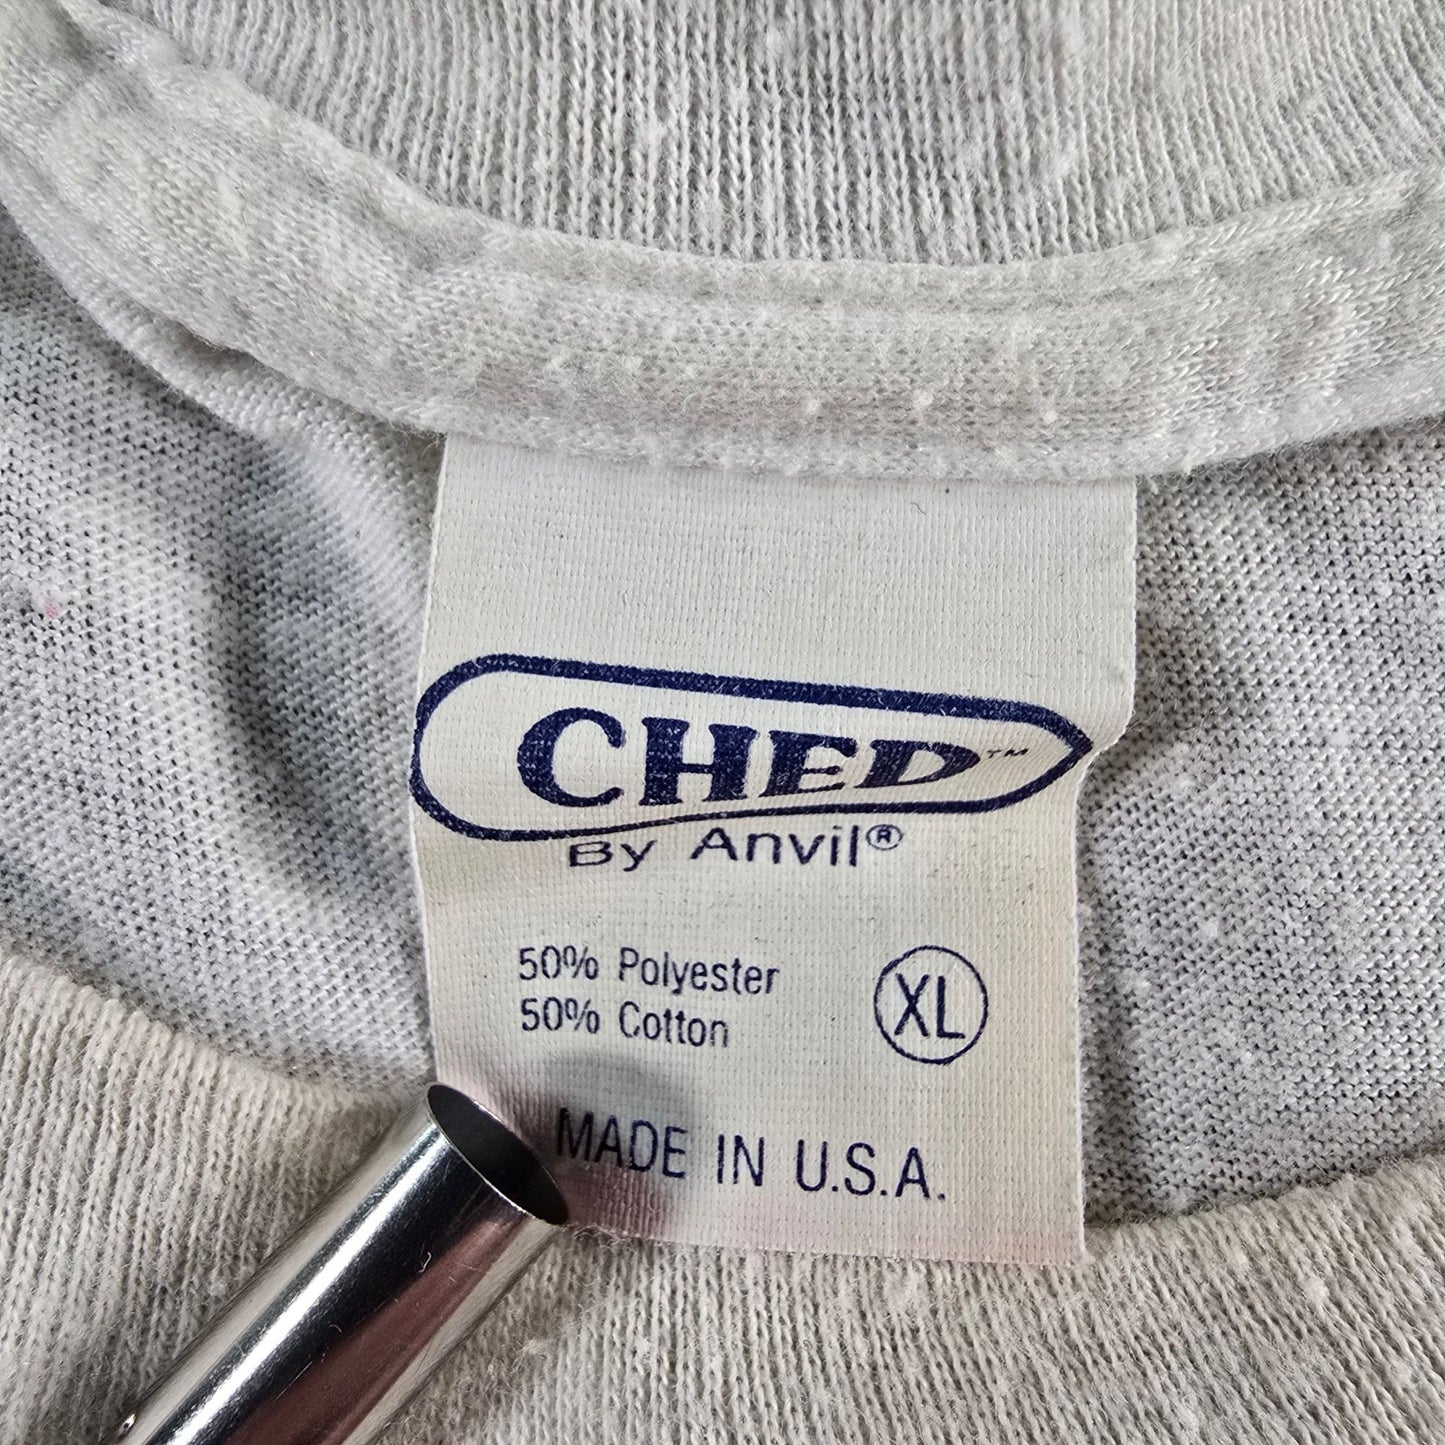 CHED™
By Anvil®
50% Polyester
50% Cotton
XL
MADE IN U.S.A.